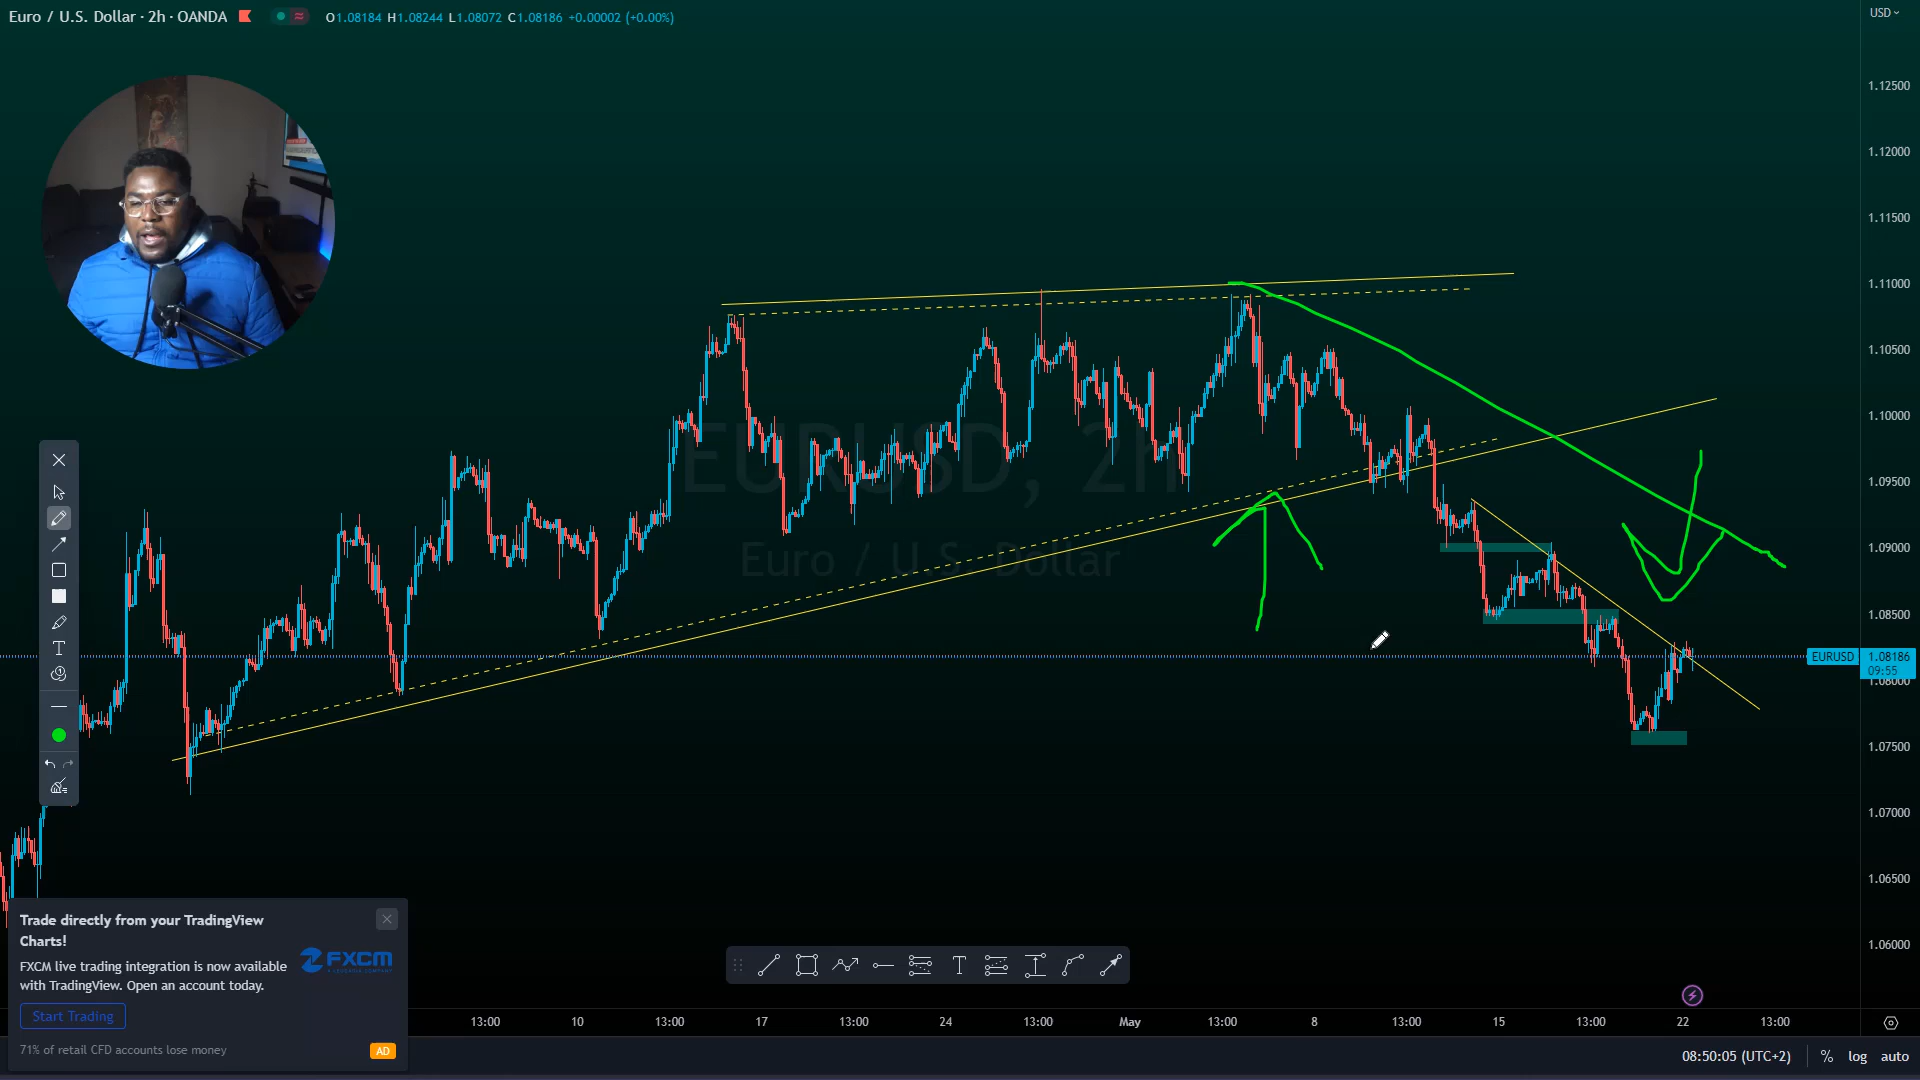 Euro / U.S. Dollar · 2h · OANDA
O1.08184 H1.08244 L1.08072 C1.08186 +0.00002 (+0.00%)
USD
1.12500
1.12000
1.11500
1.11000
1.10500
1.10000
1.09500
1.09000
1.08500
EURUSD 1.08186
09:55
1.08000
1.07500
1.07000
1.06500
1.06000
EURUSD, 2h
Euro / U.S. Dollar
Trade directly from your TradingView
Charts!
FXCM live trading integration is now available
with TradingView. Open an account today.
FXCM
Start Trading
71% of retail CFD accounts lose money
AD
13:00 10 13:00 17 13:00 24 13:00 May 13:00 8 13:00 15 13:00 22 13:00
08:50:05 (UTC+2) % log auto